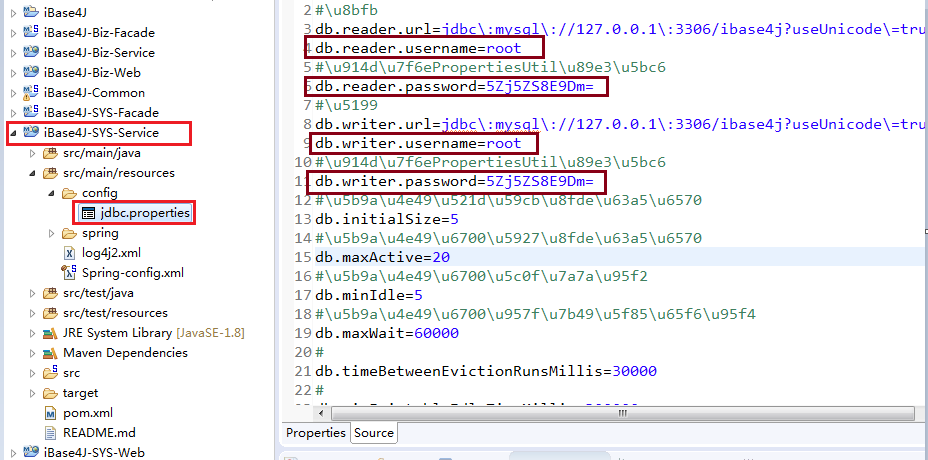 iBase4J
iBase4J-Biz-Facade
iBase4J-Biz-Service
iBase4J-Biz-Web
iBase4J-Common
iBase4J-SYS-Facade
iBase4J-SYS-Service
src/main/java
src/main/resources
config
jdbc.properties
spring
log4j2.xml
Spring-config.xml
src/test/java
src/test/resources
JRE System Library [JavaSE-1.8]
Maven Dependencies
src
target
pom.xml
README.md
iBase4J-SYS-Web
2 #\u8bfb
3 db.reader.url=jdbc\:mysql\://127.0.0.1\:3306/ibase4j?useUnicode\=tru
4 db.reader.username=root
5 #\u914d\u7f6ePropertiesUtil\u89e3\u5bc6
6 db.reader.password=5Zj5ZS8E9Dm=
7 #\u5199
8 db.writer.url=jdbc\:mysql\://127.0.0.1\:3306/ibase4j?useUnicode\=tru
9 db.writer.username=root
10 #\u914d\u7f6ePropertiesUtil\u89e3\u5bc6
11 db.writer.password=5Zj5ZS8E9Dm=
12 #\u5b9a\u4e49\u521d\u59cb\u8fde\u63a5\u6570
13 db.initialSize=5
14 #\u5b9a\u4e49\u6700\u5927\u8fde\u63a5\u6570
15 db.maxActive=20
16 #\u5b9a\u4e49\u6700\u5c0f\u7a7a\u95f2
17 db.minIdle=5
18 #\u5b9a\u4e49\u6700\u957f\u7b49\u5f85\u65f6\u95f4
19 db.maxWait=60000
20 #
21 db.timeBetweenEvictionRunsMillis=30000
22 #
Properties Source